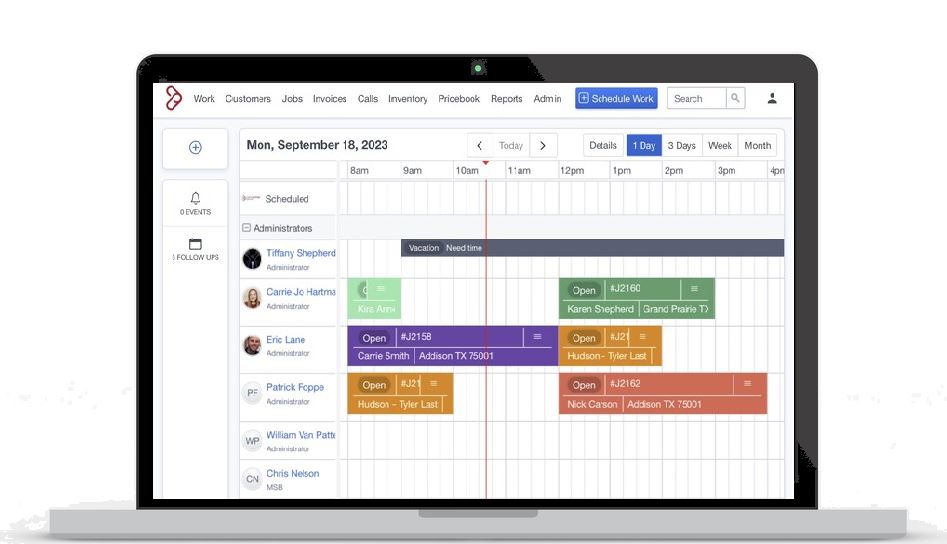 Work Customers Jobs Invoices Calls Inventory Pricebook Reports Admin Schedule Work Search
Mon, September 18, 2023 Today Details 1 Day 3 Days Week Month
8am 9am 10am 11am 12pm 1pm 2pm 3pm 4pm
Scheduled
0 EVENTS
Administrators
FOLLOW UPS
Tiffany Shepherd
Administrator
Vacation Need time
Carrie Jo Hartma
Administrator
Open #J2160
Karen Shepherd Grand Prairie TX
Eric Lane
Administrator
Open #J2158
Carrie Smith Addison TX 75001
Open #J21
Hudson - Tyler Last
PF Patrick Foppe
Administrator
Open #J21
Hudson - Tyler Last
Open #J2162
Nick Carson Addison TX 75001
WP William Van Patte
Administrator
CN Chris Nelson
MSB